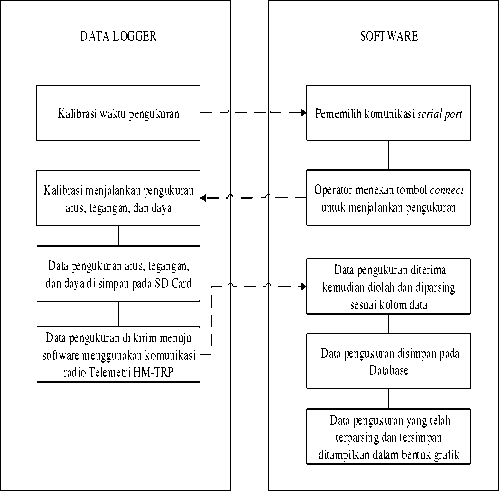 DATA LOGGER
Kalibrasi waktu pengukuran
Kalibrasi menjalankan pengukuran
arus, tegangan, dan daya
Data pengukuran arus, tegangan,
dan daya di simpan pada SD Card
Data pengukuran di kirim menuju
software menggunakan komunikasi
radio Telemetri HM-TRP
SOFTWARE
Pememilih komunikasi serial port
Operator menekan tombol connect
untuk menjalankan pengukuran
Data pengukuran diterima
kemudian diolah dan diparsing
sesuai kolom data
Data pengukuran disimpan pada
Database
Data pengukuran yang telah
terparsing dan tersimpan
ditampilkan dalam bentuk grafik